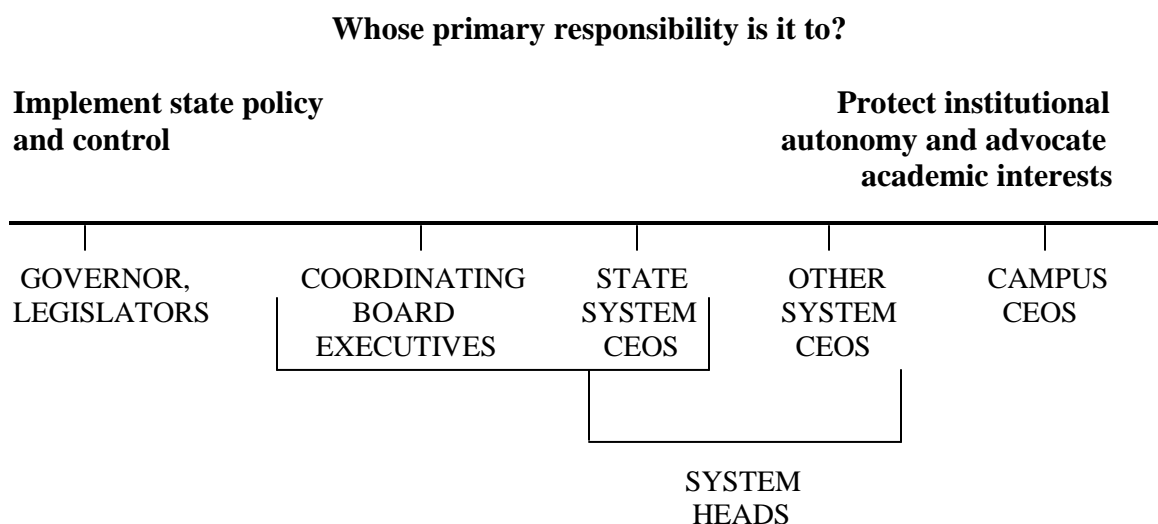 Whose primary responsibility is it to?
Implement state policy
and control
Protect institutional
autonomy and advocate
academic interests
GOVERNOR,
LEGISLATORS
COORDINATING
BOARD
EXECUTIVES
STATE
SYSTEM
CEOS
OTHER
SYSTEM
CEOS
CAMPUS
CEOS
SYSTEM
HEADS